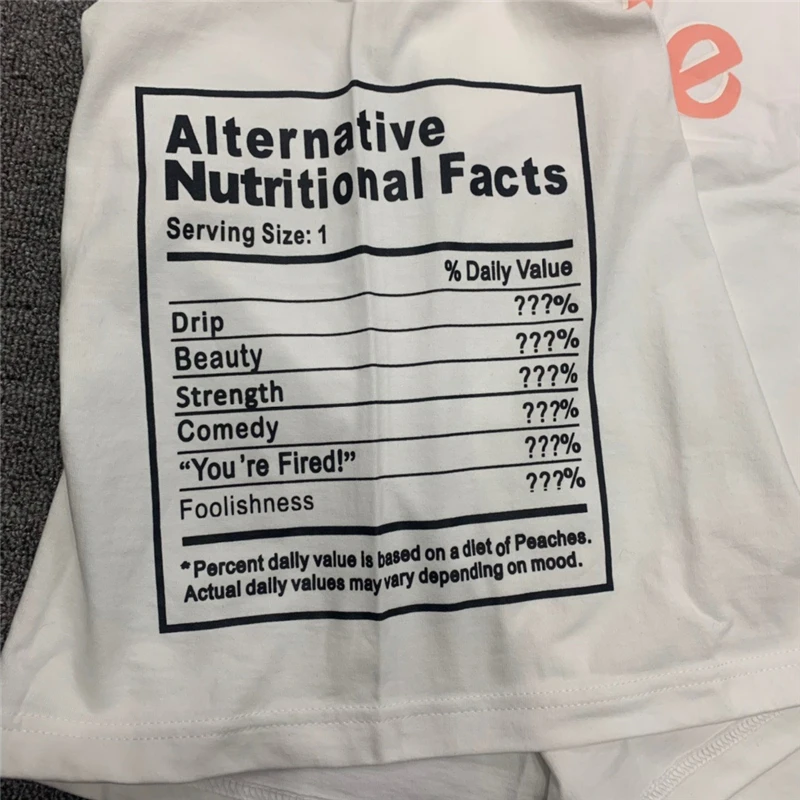 e
Alternative
Nutritional Facts
Serving Size: 1
% Daily Value
Drip ???%
Beauty ???%
Strength ???%
Comedy ???%
“You're Fired!” ???%
Foolishness ???%
*Percent daily value is based on a diet of Peaches.
Actual daily values may vary depending on mood.